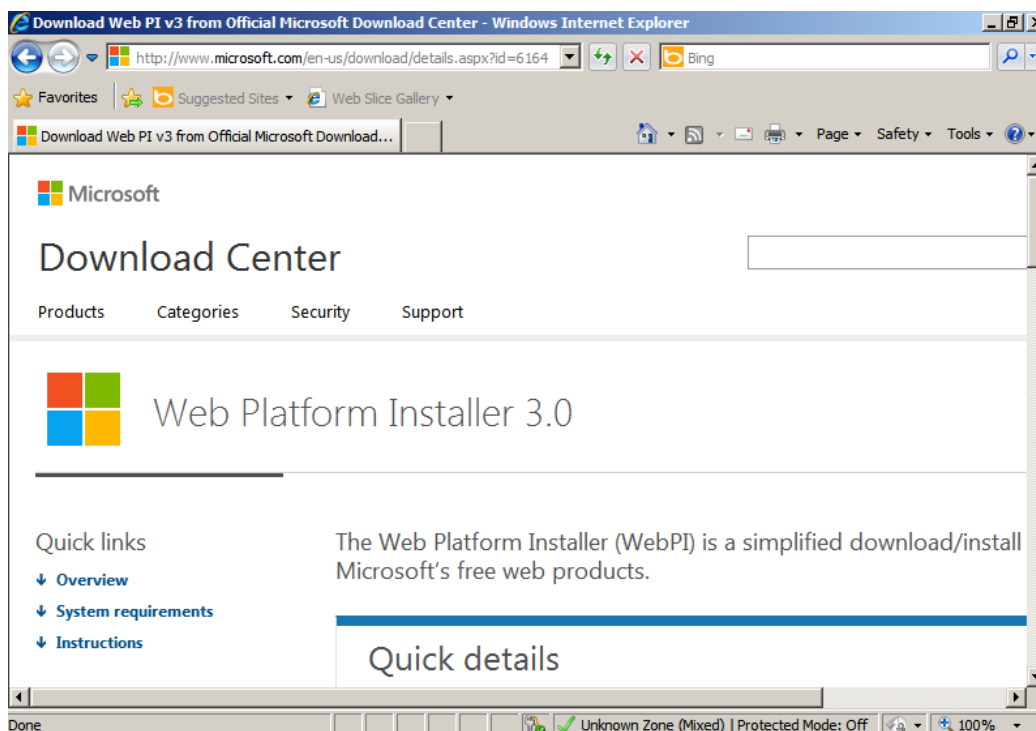 Download Web PI v3 from Official Microsoft Download Center - Windows Internet Explorer
http://www.microsoft.com/en-us/download/details.aspx?id=6164
Bing
Favorites
Suggested Sites
Web Slice Gallery
Download Web PI v3 from Official Microsoft Download...
Page
Safety
Tools
Microsoft
Download Center
Products Categories Security Support
Web Platform Installer 3.0
Quick links
Overview
System requirements
Instructions
The Web Platform Installer (WebPI) is a simplified download/install
Microsoft's free web products.
Quick details
Done
Unknown Zone (Mixed) | Protected Mode: Off
100%